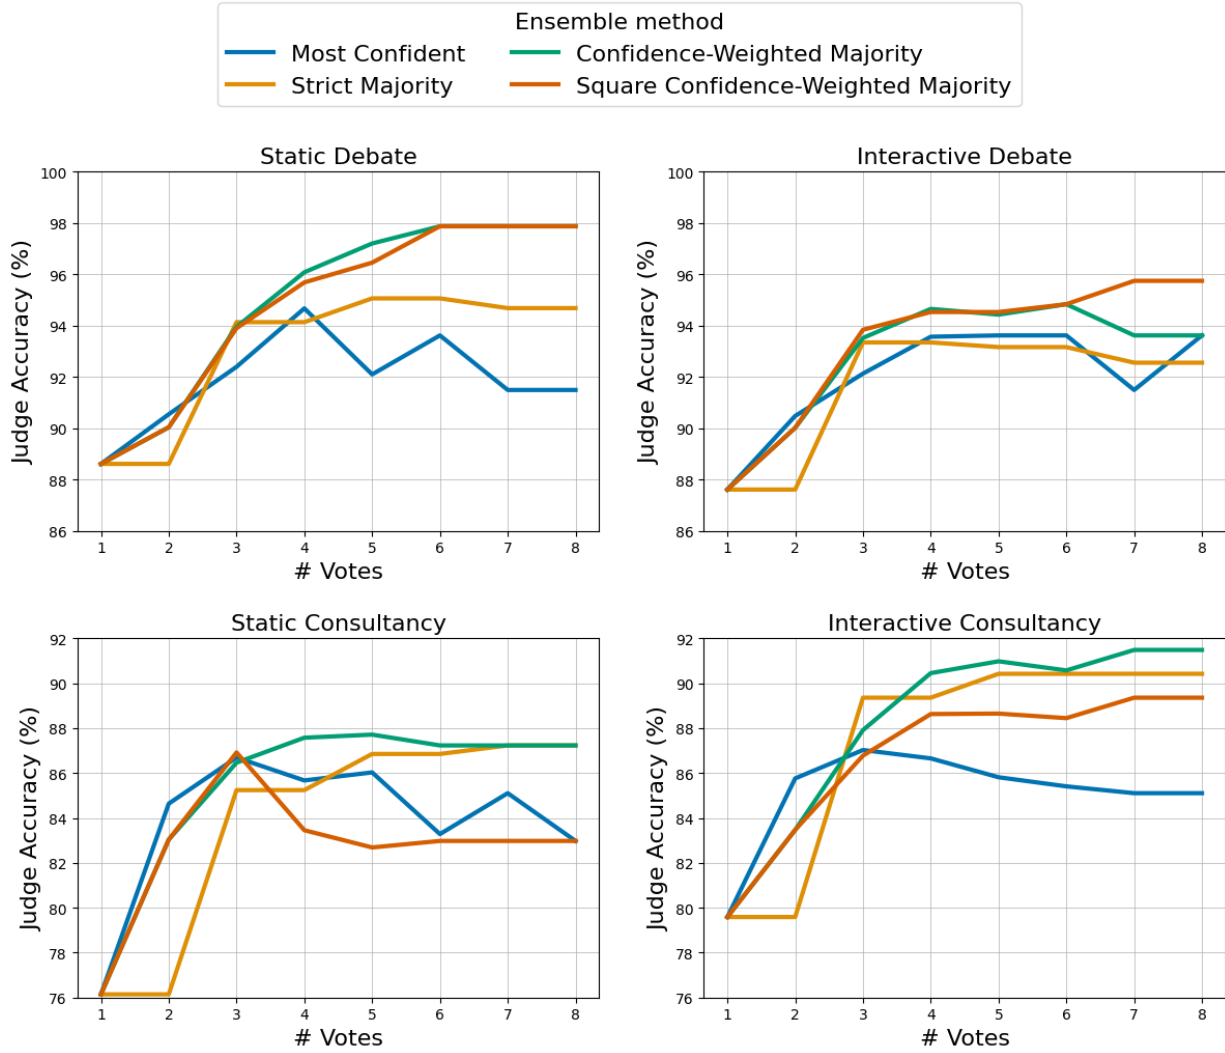 Ensemble method
Most Confident
Confidence-Weighted Majority
Strict Majority
Square Confidence-Weighted Majority
Static Debate
100
98
96
94
92
90
88
86
Judge Accuracy (%)
1 2 3 4 5 6 7 8
# Votes
Interactive Debate
100
98
96
94
92
90
88
86
Judge Accuracy (%)
1 2 3 4 5 6 7 8
# Votes
Static Consultancy
92
90
88
86
84
82
80
78
76
Judge Accuracy (%)
1 2 3 4 5 6 7 8
# Votes
Interactive Consultancy
92
90
88
86
84
82
80
78
76
Judge Accuracy (%)
1 2 3 4 5 6 7 8
# Votes